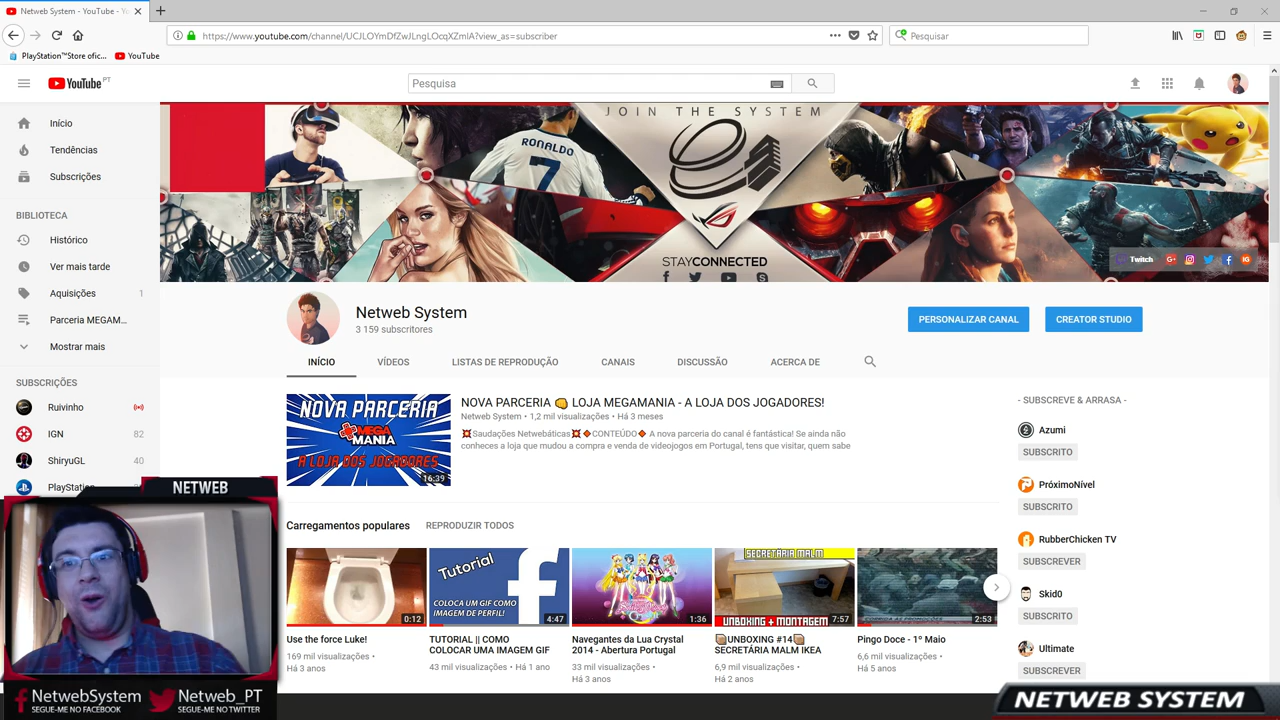 Netweb System - YouTube - Yo
https://www.youtube.com/channel/UCJLOYmDfZwJLngLOcqXZmlA?view_as=subscriber
Pesquisar
PlayStation™Store ofic...
YouTube
YouTube PT
Pesquisa
Início
Tendências
Subscrições
BIBLIOTECA
Histórico
Ver mais tarde
Aquisições 1
Parceria MEGAM...
Mostrar mais
SUBSCRIÇÕES
Ruivinho
IGN 82
ShiryuGL 40
PlayStation
JOIN THE SYSTEM
RONALDO
7
STAYCONNECTED
Twitch
Netweb System
3 159 subscritores
PERSONALIZAR CANAL
CREATOR STUDIO
INÍCIO
VÍDEOS
LISTAS DE REPRODUÇÃO
CANAIS
DISCUSSÃO
ACERCA DE
NOVA PARCERIA
MEGA
MANIA
A LOJA DOS JOGADORES
16:39
NOVA PARCERIA 👊 LOJA MEGAMANIA - A LOJA DOS JOGADORES!
Netweb System • 1,2 mil visualizações • Há 3 meses
💥Saudações Netwebáticas💥 🔶CONTEÚDO🔶 A nova parceria do canal é fantástica! Se ainda não
conheces a loja que mudou a compra e venda de videojogos em Portugal, tens que visitar, quem sabe
Carregamentos populares
REPRODUZIR TODOS
0:12
Use the force Luke!
169 mil visualizações •
Há 3 anos
Tutorial
COLOCA UM GIF COMO
IMAGEM DE PERFIL!
4:47
TUTORIAL || COMO
COLOCAR UMA IMAGEM GIF
43 mil visualizações • Há 1 ano
1:36
Navegantes da Lua Crystal
2014 - Abertura Portugal
33 mil visualizações •
Há 3 anos
SECRETÁRIA MALM
UNBOXING + MONTAGEM
7:57
📦UNBOXING #14📦
SECRETÁRIA MALM IKEA
6,9 mil visualizações •
Há 2 anos
2:53
Pingo Doce - 1º Maio
6,6 mil visualizações •
Há 5 anos
- SUBSCREVE & ARRASA -
Azumi
SUBSCRITO
PróximoNível
SUBSCRITO
RubberChicken TV
SUBSCREVER
Skid0
SUBSCRITO
Ultimate
SUBSCREVER
NETWEB
NetwebSystem
SEGUE-ME NO FACEBOOK
Netweb_PT
SEGUE-ME NO TWITTER
NETWEB SYSTEM